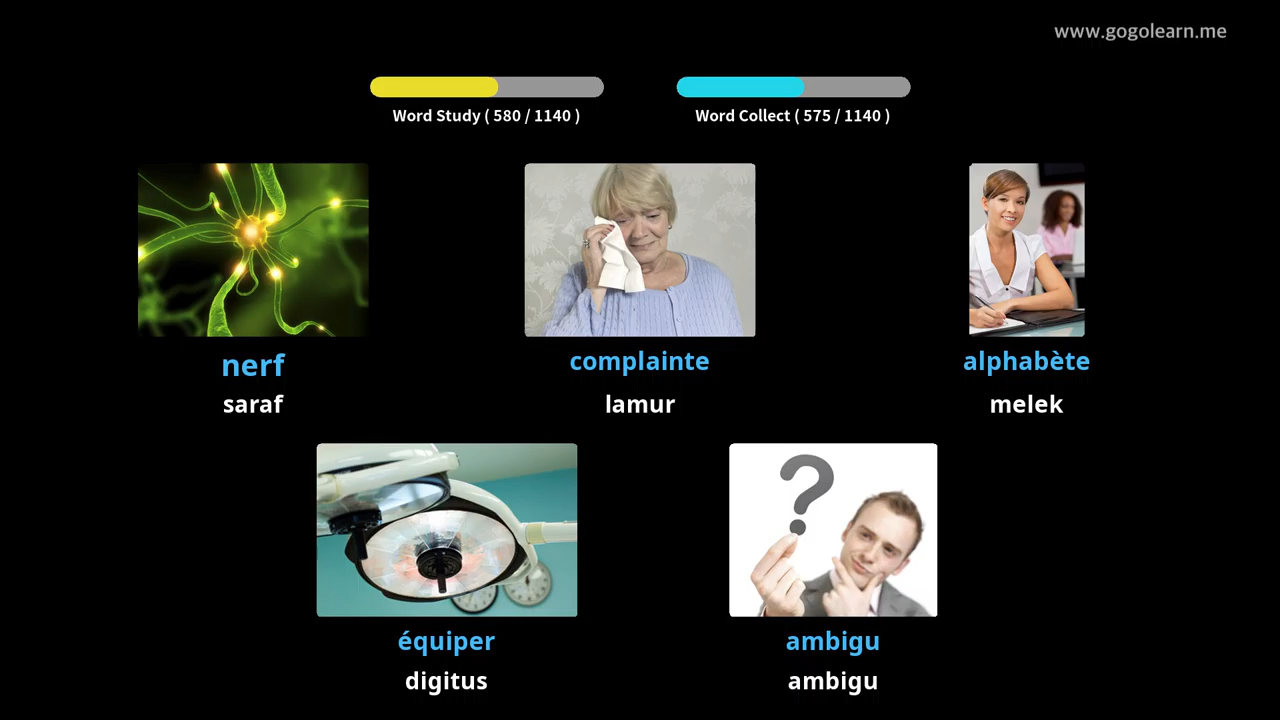 www.gogolearn.me
Word Study ( 580 / 1140 )
Word Collect ( 575 / 1140 )
nerf
saraf
complainte
lamur
alphabète
melek
équiper
digitus
ambigu
ambigu